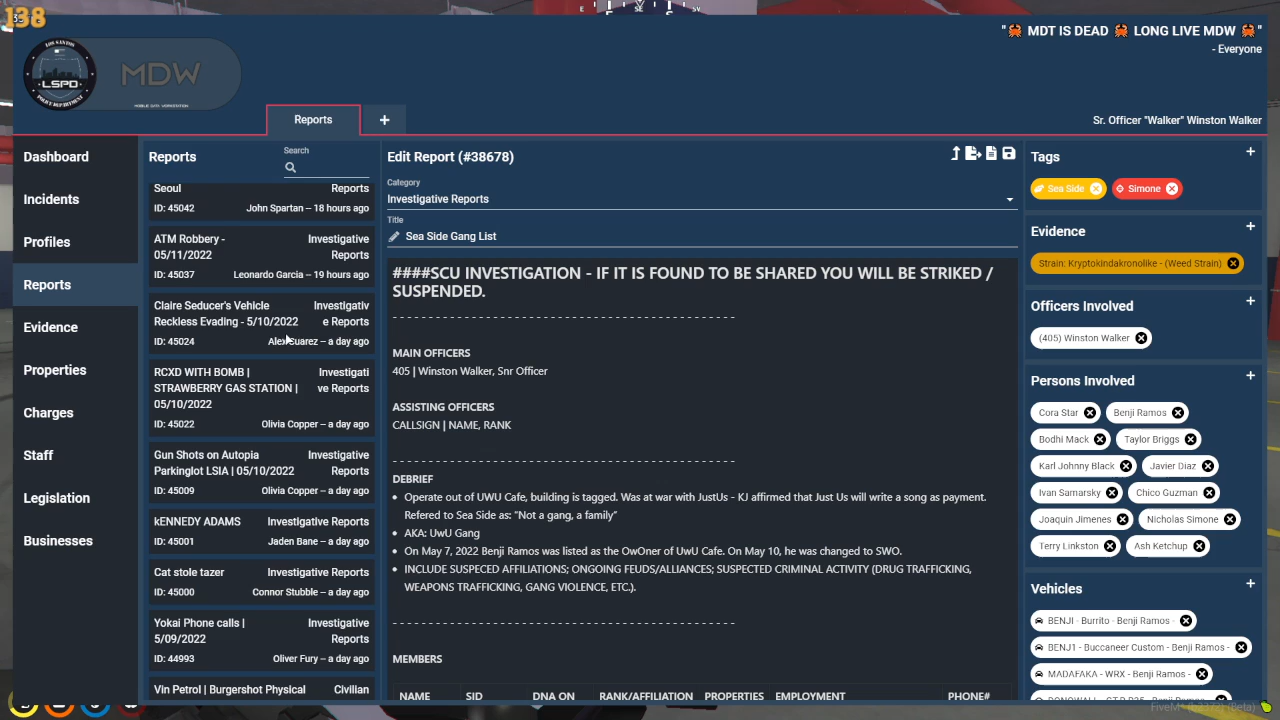 138
E
SE
SV
" MDT IS DEAD LONG LIVE MDW "
- Everyone
LOS SANTOS
LSPD
POLICE DEPARTMENT
MDW
MOBILE DATA WORKSTATION
Reports
+
Sr. Officer "Walker" Winston Walker
Dashboard
Incidents
Profiles
Reports
Evidence
Properties
Charges
Staff
Legislation
Businesses
Reports
Search
Seoul Reports
ID: 45042 John Spartan – 18 hours ago
ATM Robbery - Investigative
05/11/2022 Reports
ID: 45037 Leonardo Garcia – 19 hours ago
Claire Seducer's Vehicle Investigativ
Reckless Evading - 5/10/2022 e Reports
ID: 45024 Alex Suarez – a day ago
RCXD WITH BOMB | Investigati
STRAWBERRY GAS STATION | ve Reports
05/10/2022
ID: 45022 Olivia Copper – a day ago
Gun Shots on Autopia Investigative
Parkinglot LSIA | 05/10/2022 Reports
ID: 45009 Olivia Copper – a day ago
kENNEDY ADAMS Investigative Reports
ID: 45001 Jaden Bane – a day ago
Cat stole tazer Investigative Reports
ID: 45000 Connor Stubble – a day ago
Yokai Phone calls | Investigative
5/09/2022 Reports
ID: 44993 Oliver Fury – a day ago
Vin Petrol | Burgershot Physical Civilian
Edit Report (#38678)
Category
Investigative Reports
Title
Sea Side Gang List
####SCU INVESTIGATION - IF IT IS FOUND TO BE SHARED YOU WILL BE STRIKED /
SUSPENDED.
- - - - - - - - - - - - - - - - - - - - - - - - - - - - - - - - - - - - - - - - - - - - - - - -
MAIN OFFICERS
405 | Winston Walker, Snr Officer
ASSISTING OFFICERS
CALLSIGN | NAME, RANK
- - - - - - - - - - - - - - - - - - - - - - - - - - - - - - - - - - - - - - - - - - - - - - - -
DEBRIEF
• Operate out of UWU Cafe, building is tagged. Was at war with JustUs - KJ affirmed that Just Us will write a song as payment.
Refered to Sea Side as: "Not a gang, a family"
• AKA: UwU Gang
• On May 7, 2022 Benji Ramos was listed as the OwOner of UwU Cafe. On May 10, he was changed to SWO.
• INCLUDE SUSPECED AFFILIATIONS; ONGOING FEUDS/ALLIANCES; SUSPECTED CRIMINAL ACTIVITY (DRUG TRAFFICKING,
WEAPONS TRAFFICKING, GANG VIOLENCE, ETC.).
- - - - - - - - - - - - - - - - - - - - - - - - - - - - - - - - - - - - - - - - - - - - - - - -
MEMBERS
NAME SID DNA ON RANK/AFFILIATION PROPERTIES EMPLOYMENT PHONE#
Tags +
Sea Side
Simone
Evidence +
Strain: Kryptokindakronolike - (Weed Strain)
Officers Involved +
(405) Winston Walker
Persons Involved +
Cora Star
Benji Ramos
Bodhi Mack
Taylor Briggs
Karl Johnny Black
Javier Diaz
Ivan Samarsky
Chico Guzman
Joaquin Jimenes
Nicholas Simone
Terry Linkston
Ash Ketchup
Vehicles +
BENJI - Burrito - Benji Ramos -
BENJ1 - Buccaneer Custom - Benji Ramos -
MADAFAKA - WRX - Benji Ramos -